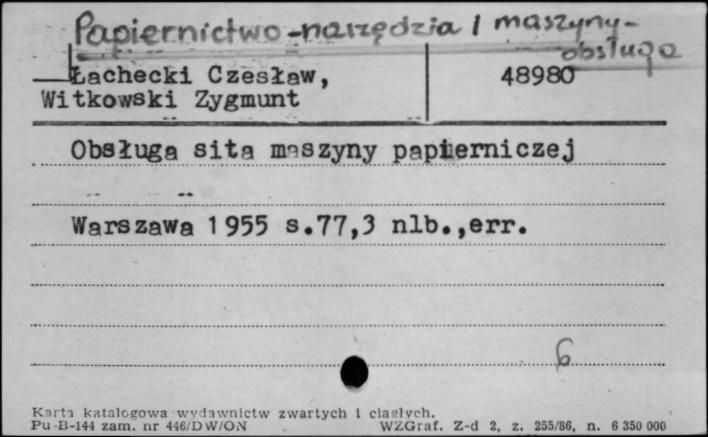 Papiernictwo-narzędzia i maszyny-
obsługa
Łachecki Czesław,
48980
Witkowski Zygmunt
Obsługa sita maszyny papierniczej
Warszawa 1955 s.77,3 nlb.,err.
6
Karta katalogowa wydawnictw zwartych i ciągłych.
Pu-B-144 zam. nr 446/DW/ON
WZGraf. Z-d 2, z. 255/86, n. 6 350 000